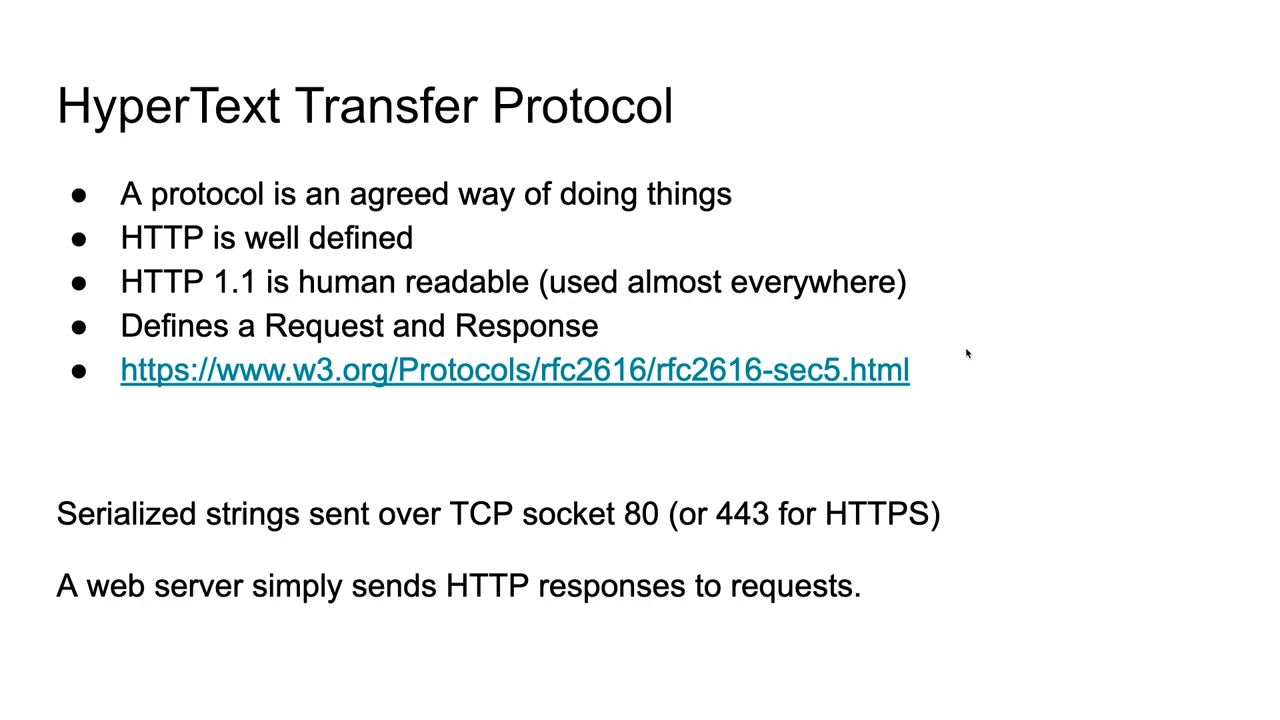 HyperText Transfer Protocol
● A protocol is an agreed way of doing things
● HTTP is well defined
● HTTP 1.1 is human readable (used almost everywhere)
● Defines a Request and Response
● https://www.w3.org/Protocols/rfc2616/rfc2616-sec5.html
Serialized strings sent over TCP socket 80 (or 443 for HTTPS)
A web server simply sends HTTP responses to requests.